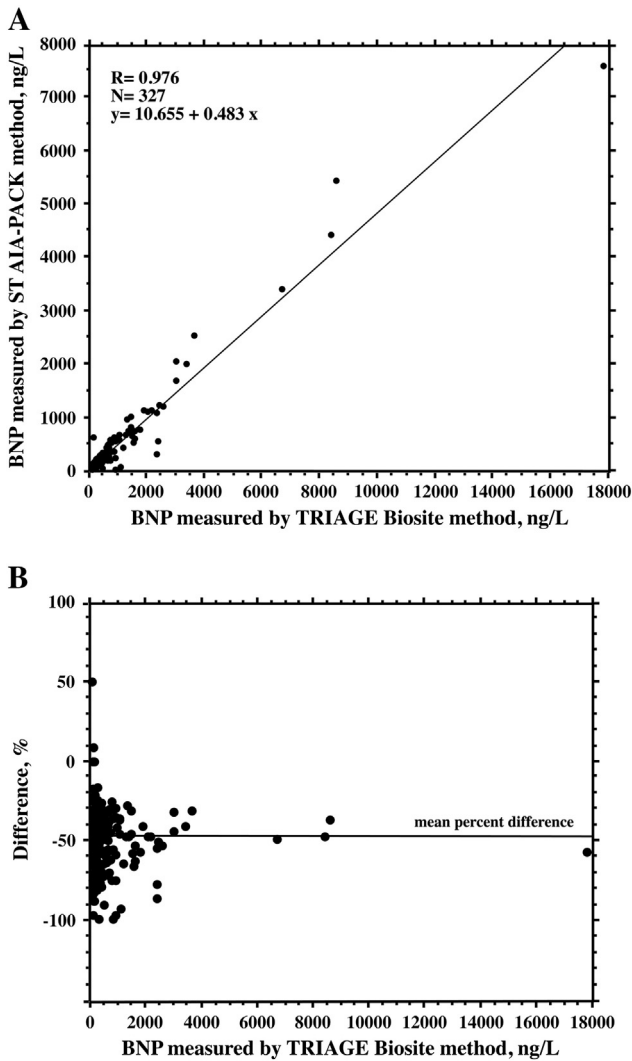 A
BNP measured by ST AIA-PACK method, ng/L
8000
7000
6000
5000
4000
3000
2000
1000
0
R= 0.976
N= 327
y= 10.655 + 0.483 x
0 2000 4000 6000 8000 10000 12000 14000 16000 18000
BNP measured by TRIAGE Biosite method, ng/L
B
Difference, %
100
50
0
-50
-100
mean percent difference
0 2000 4000 6000 8000 10000 12000 14000 16000 18000
BNP measured by TRIAGE Biosite method, ng/L